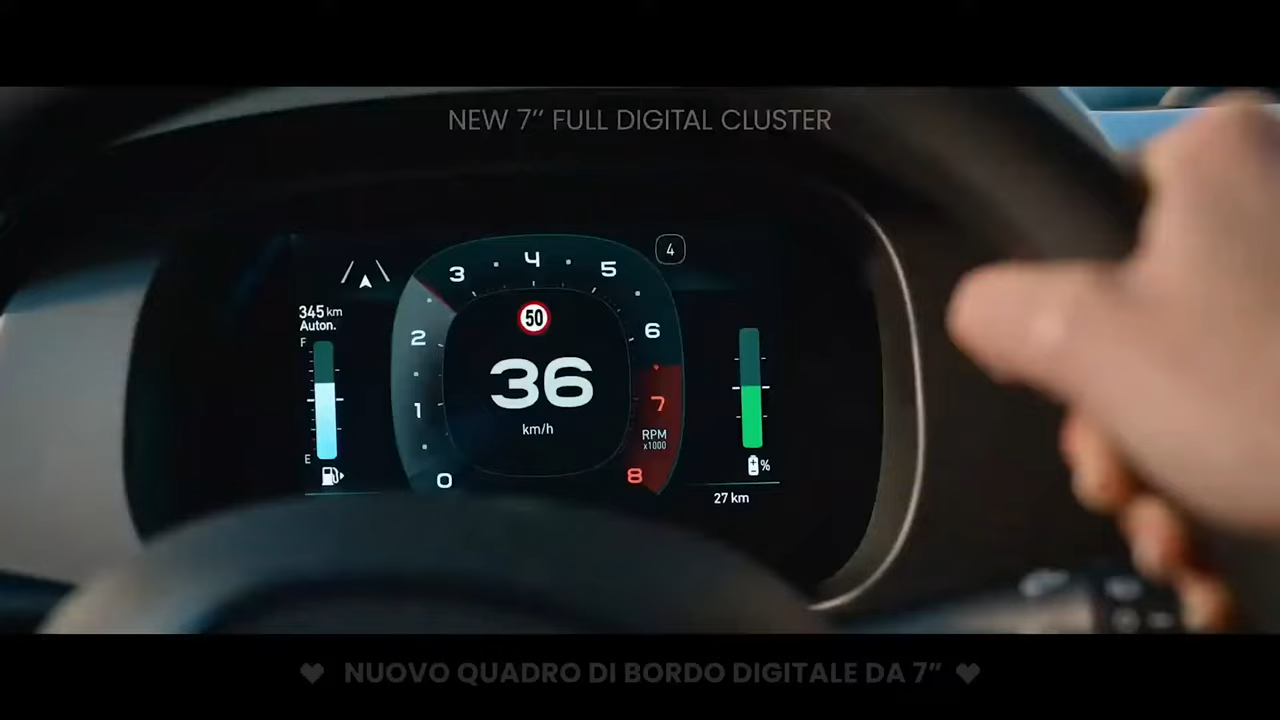 NEW 7” FULL DIGITAL CLUSTER
4
345 km
Auton.
F
E
0
1
2
3
4
5
6
7
8
RPM
x1000
50
36
km/h
%
27 km
NUOVO QUADRO DI BORDO DIGITALE DA 7”